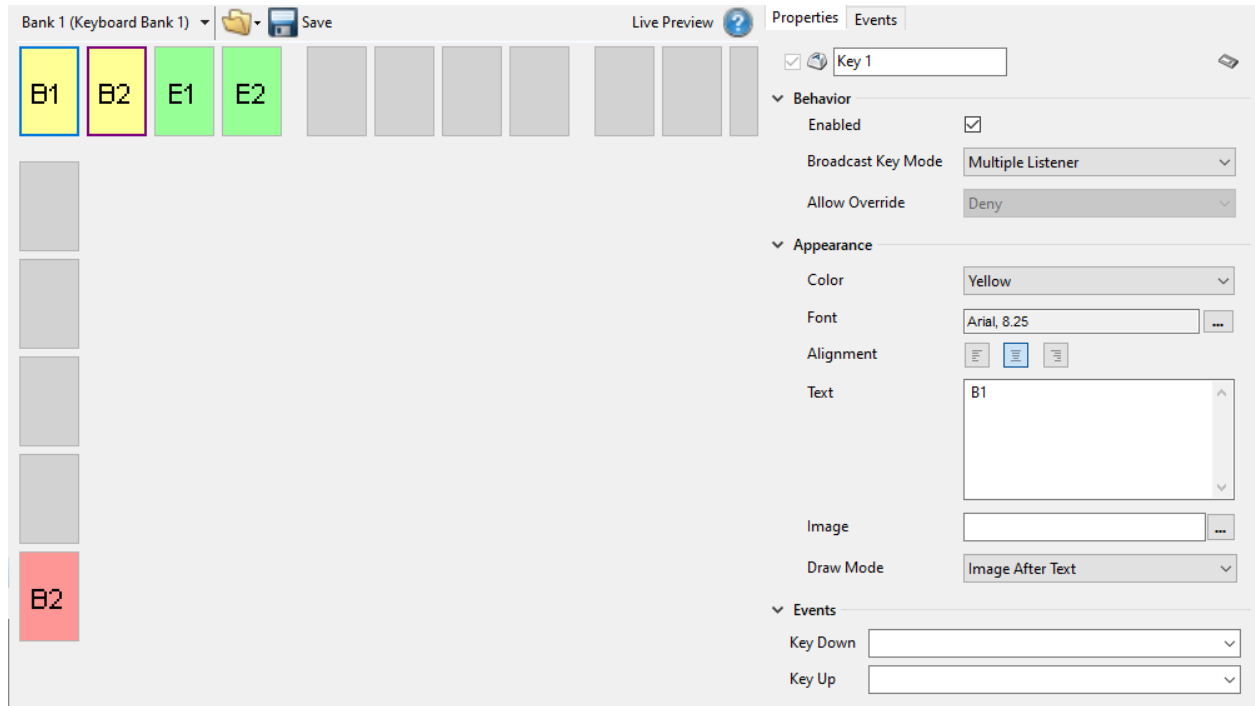 Bank 1 (Keyboard Bank 1) Save Live Preview ?
Properties Events
B1 B2 E1 E2
Key 1
Behavior
Enabled
Broadcast Key Mode Multiple Listener
Allow Override Deny
Appearance
Color Yellow
Font Arial, 8.25 ...
Alignment
Text B1
Image ...
Draw Mode Image After Text
B2
Events
Key Down
Key Up